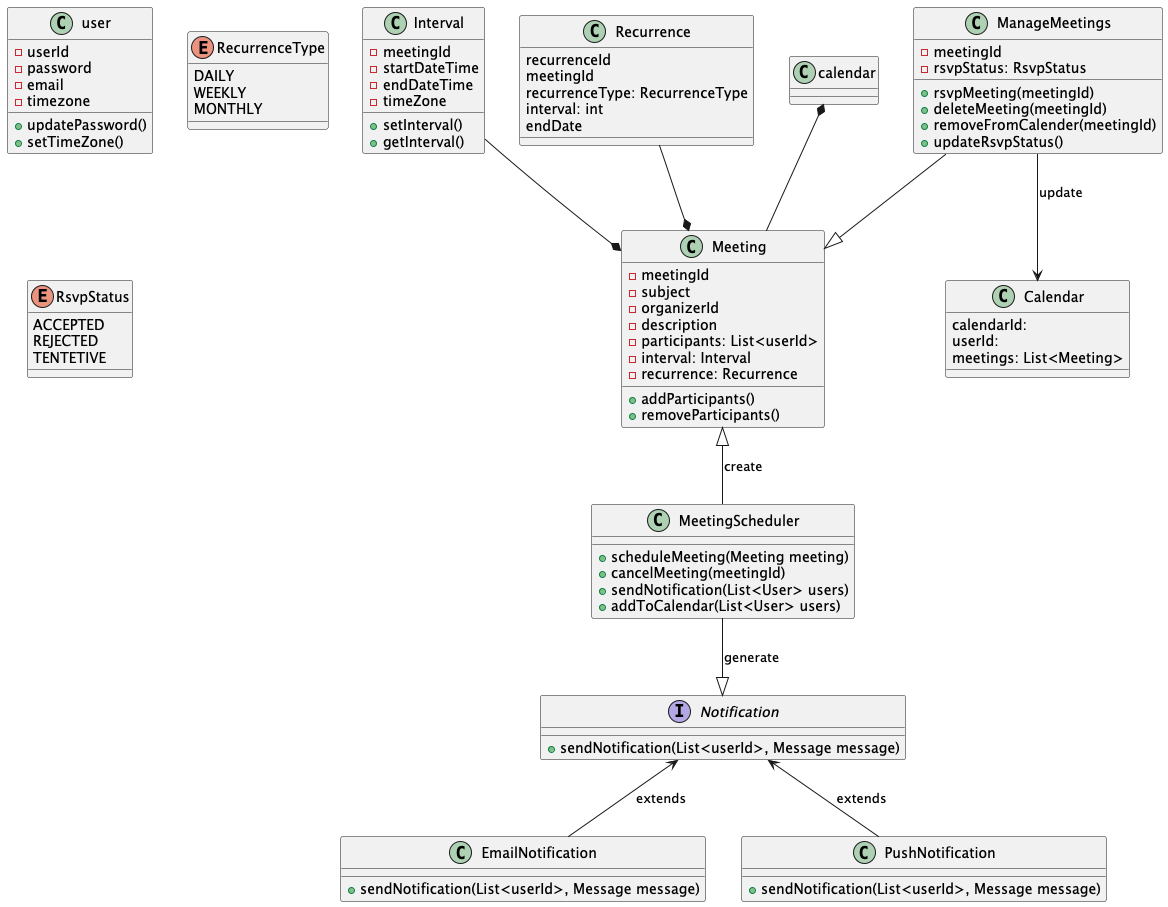 C user
userId
password
email
timezone
updatePassword()
setTimeZone()
E RecurrenceType
DAILY
WEEKLY
MONTHLY
C Interval
meetingId
startDateTime
endDateTime
timeZone
setInterval()
getInterval()
C Recurrence
recurrenceId
meetingId
recurrenceType: RecurrenceType
interval: int
endDate
C calendar
C ManageMeetings
meetingId
rsvpStatus: RsvpStatus
rsvpMeeting(meetingId)
deleteMeeting(meetingId)
removeFromCalender(meetingId)
updateRsvpStatus()
update
E RsvpStatus
ACCEPTED
REJECTED
TENTETIVE
C Meeting
meetingId
subject
organizerId
description
participants: List<userId>
interval: Interval
recurrence: Recurrence
addParticipants()
removeParticipants()
C Calendar
calendarId:
userId:
meetings: List<Meeting>
create
C MeetingScheduler
scheduleMeeting(Meeting meeting)
cancelMeeting(meetingId)
sendNotification(List<User> users)
addToCalendar(List<User> users)
generate
I Notification
sendNotification(List<userId>, Message message)
extends
extends
C EmailNotification
sendNotification(List<userId>, Message message)
C PushNotification
sendNotification(List<userId>, Message message)